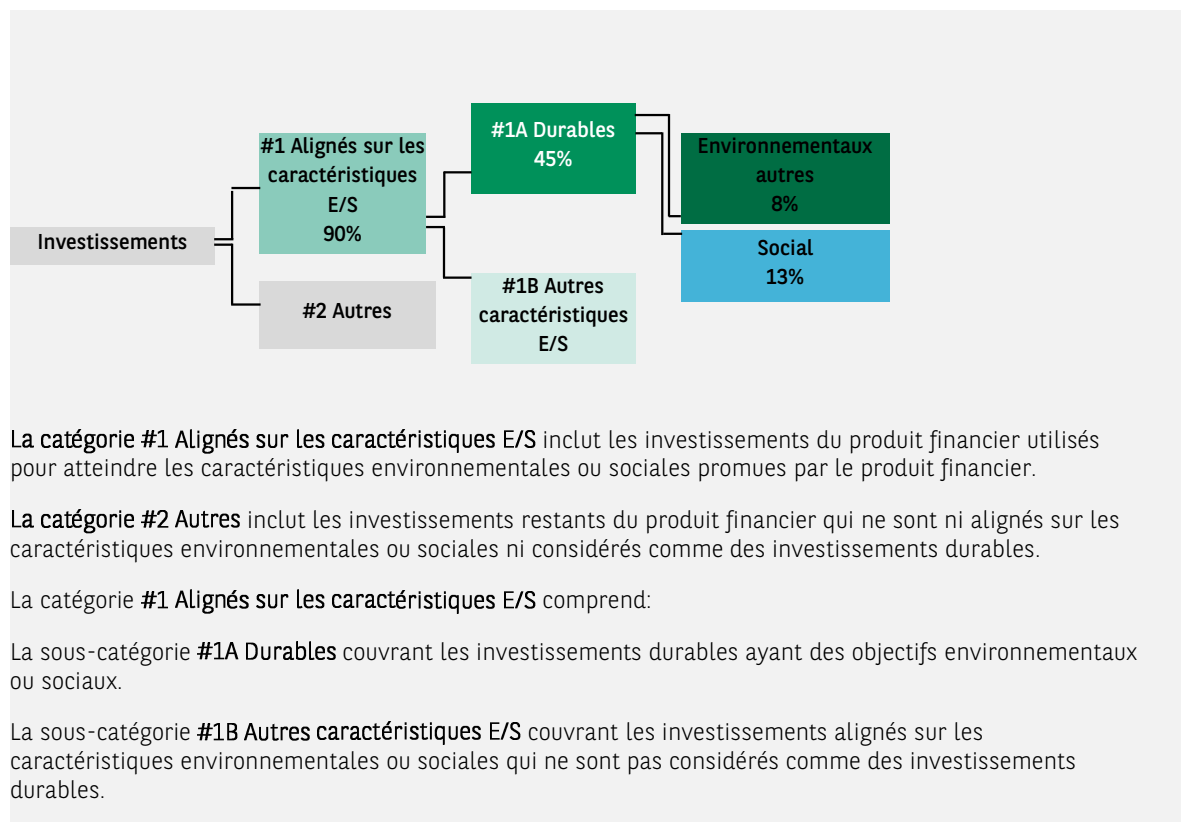 Investissements
#1 Alignés sur les
caractéristiques
E/S
90%
#2 Autres
#1A Durables
45%
#1B Autres
caractéristiques
E/S
Environnementaux
autres
8%
Social
13%
La catégorie #1 Alignés sur les caractéristiques E/S inclut les investissements du produit financier utilisés
pour atteindre les caractéristiques environnementales ou sociales promues par le produit financier.
La catégorie #2 Autres inclut les investissements restants du produit financier qui ne sont ni alignés sur les
caractéristiques environnementales ou sociales ni considérés comme des investissements durables.
La catégorie #1 Alignés sur les caractéristiques E/S comprend:
La sous-catégorie #1A Durables couvrant les investissements durables ayant des objectifs environnementaux
ou sociaux.
La sous-catégorie #1B Autres caractéristiques E/S couvrant les investissements alignés sur les
caractéristiques environnementales ou sociales qui ne sont pas considérés comme des investissements
durables.